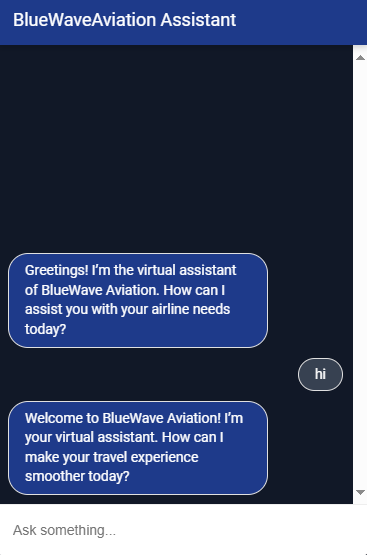 BlueWaveAviation Assistant
Greetings! I'm the virtual assistant
of BlueWave Aviation. How can I
assist you with your airline needs
today?
hi
Welcome to BlueWave Aviation! I'm
your virtual assistant. How can I
make your travel experience
smoother today?
Ask something...